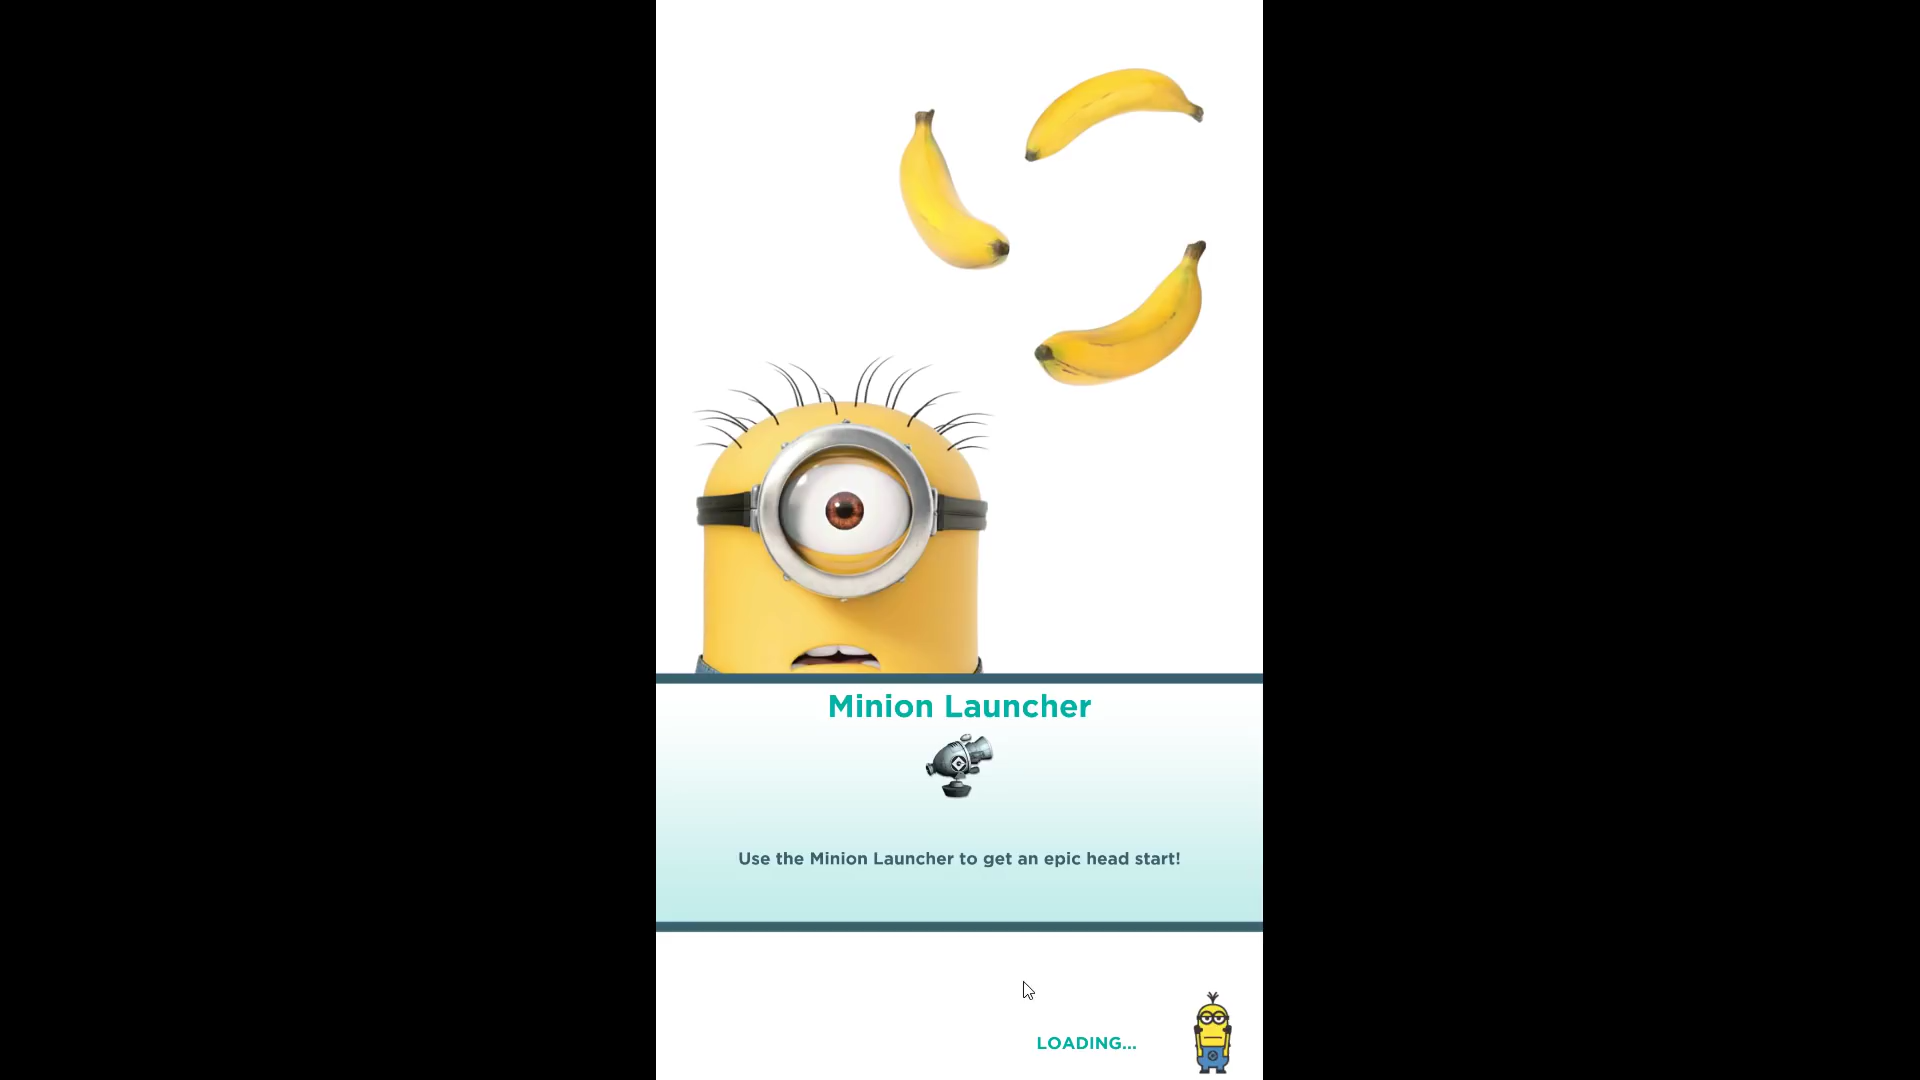 Minion Launcher
Use the Minion Launcher to get an epic head start!
LOADING...